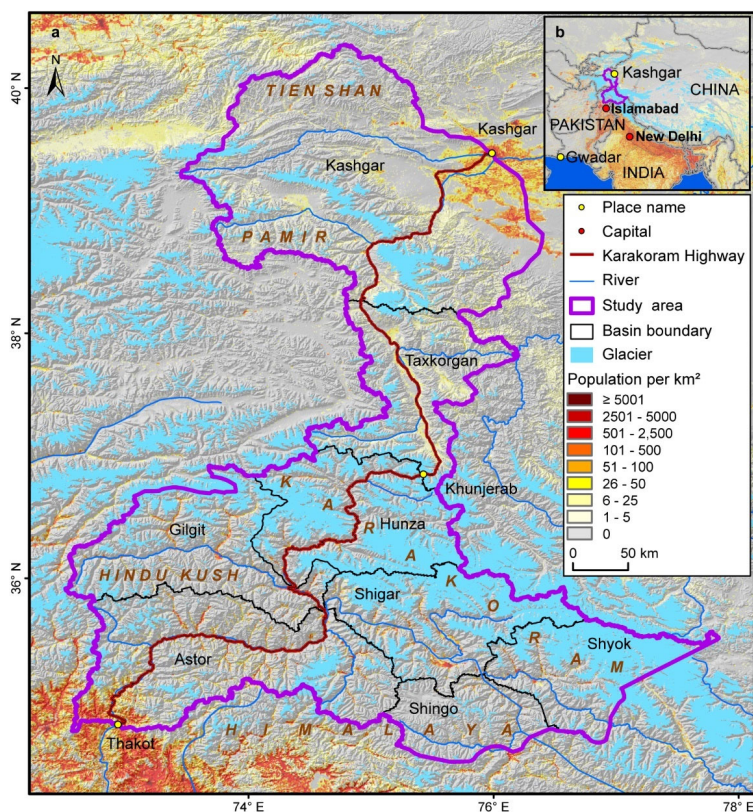 a
N
40° N
38° N
36° N
74° E
76° E
78° E
TIEN SHAN
Kashgar
Kashgar
PAMIR
Taxkorgan
Khunjerab
KARAKORAM
Hunza
Gilgit
HINDU KUSH
Shigar
Shyok
Astor
Shingo
HIMALAYA
Thakot
b
Kashgar
CHINA
Islamabad
PAKISTAN
New Delhi
Gwadar
INDIA
Place name
Capital
Karakoram Highway
River
Study area
Basin boundary
Glacier
Population per km²
≥ 5001
2501 - 5000
501 - 2,500
101 - 500
51 - 100
26 - 50
6 - 25
1 - 5
0
0 50 km